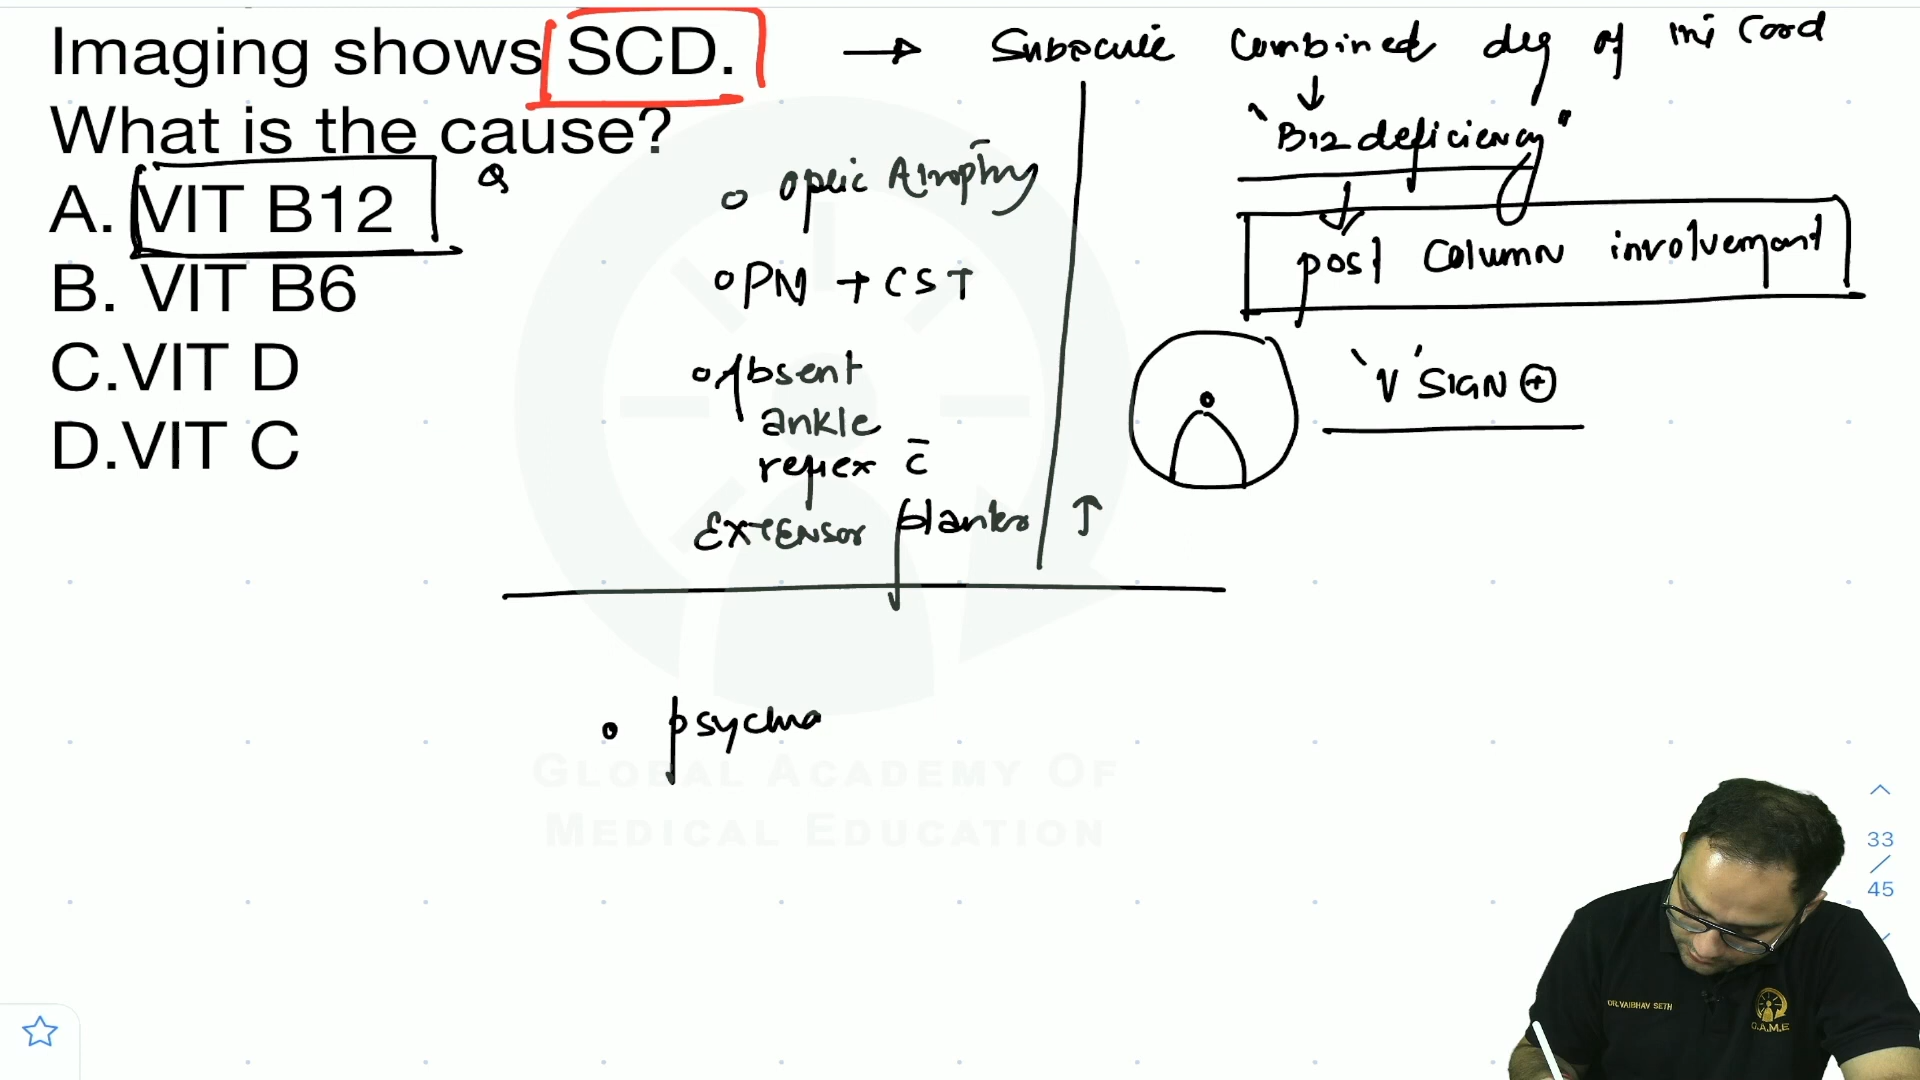 Imaging shows SCD. → Subacute Combined deg of the Cord
What is the cause?
A. VIT B12
B. VIT B6
C.VIT D
D.VIT C
Q
"B12 deficiency"
post Column involvement
'V' SIGN +
optic Atrophy
PN + CST
Absent
ankle
reflex c̄
EXTENSOR planter ↑
psycho
GLOBAL ACADEMY OF
MEDICAL EDUCATION
33
/
45
DR.VAIBHAV SETH
G.A.M.E